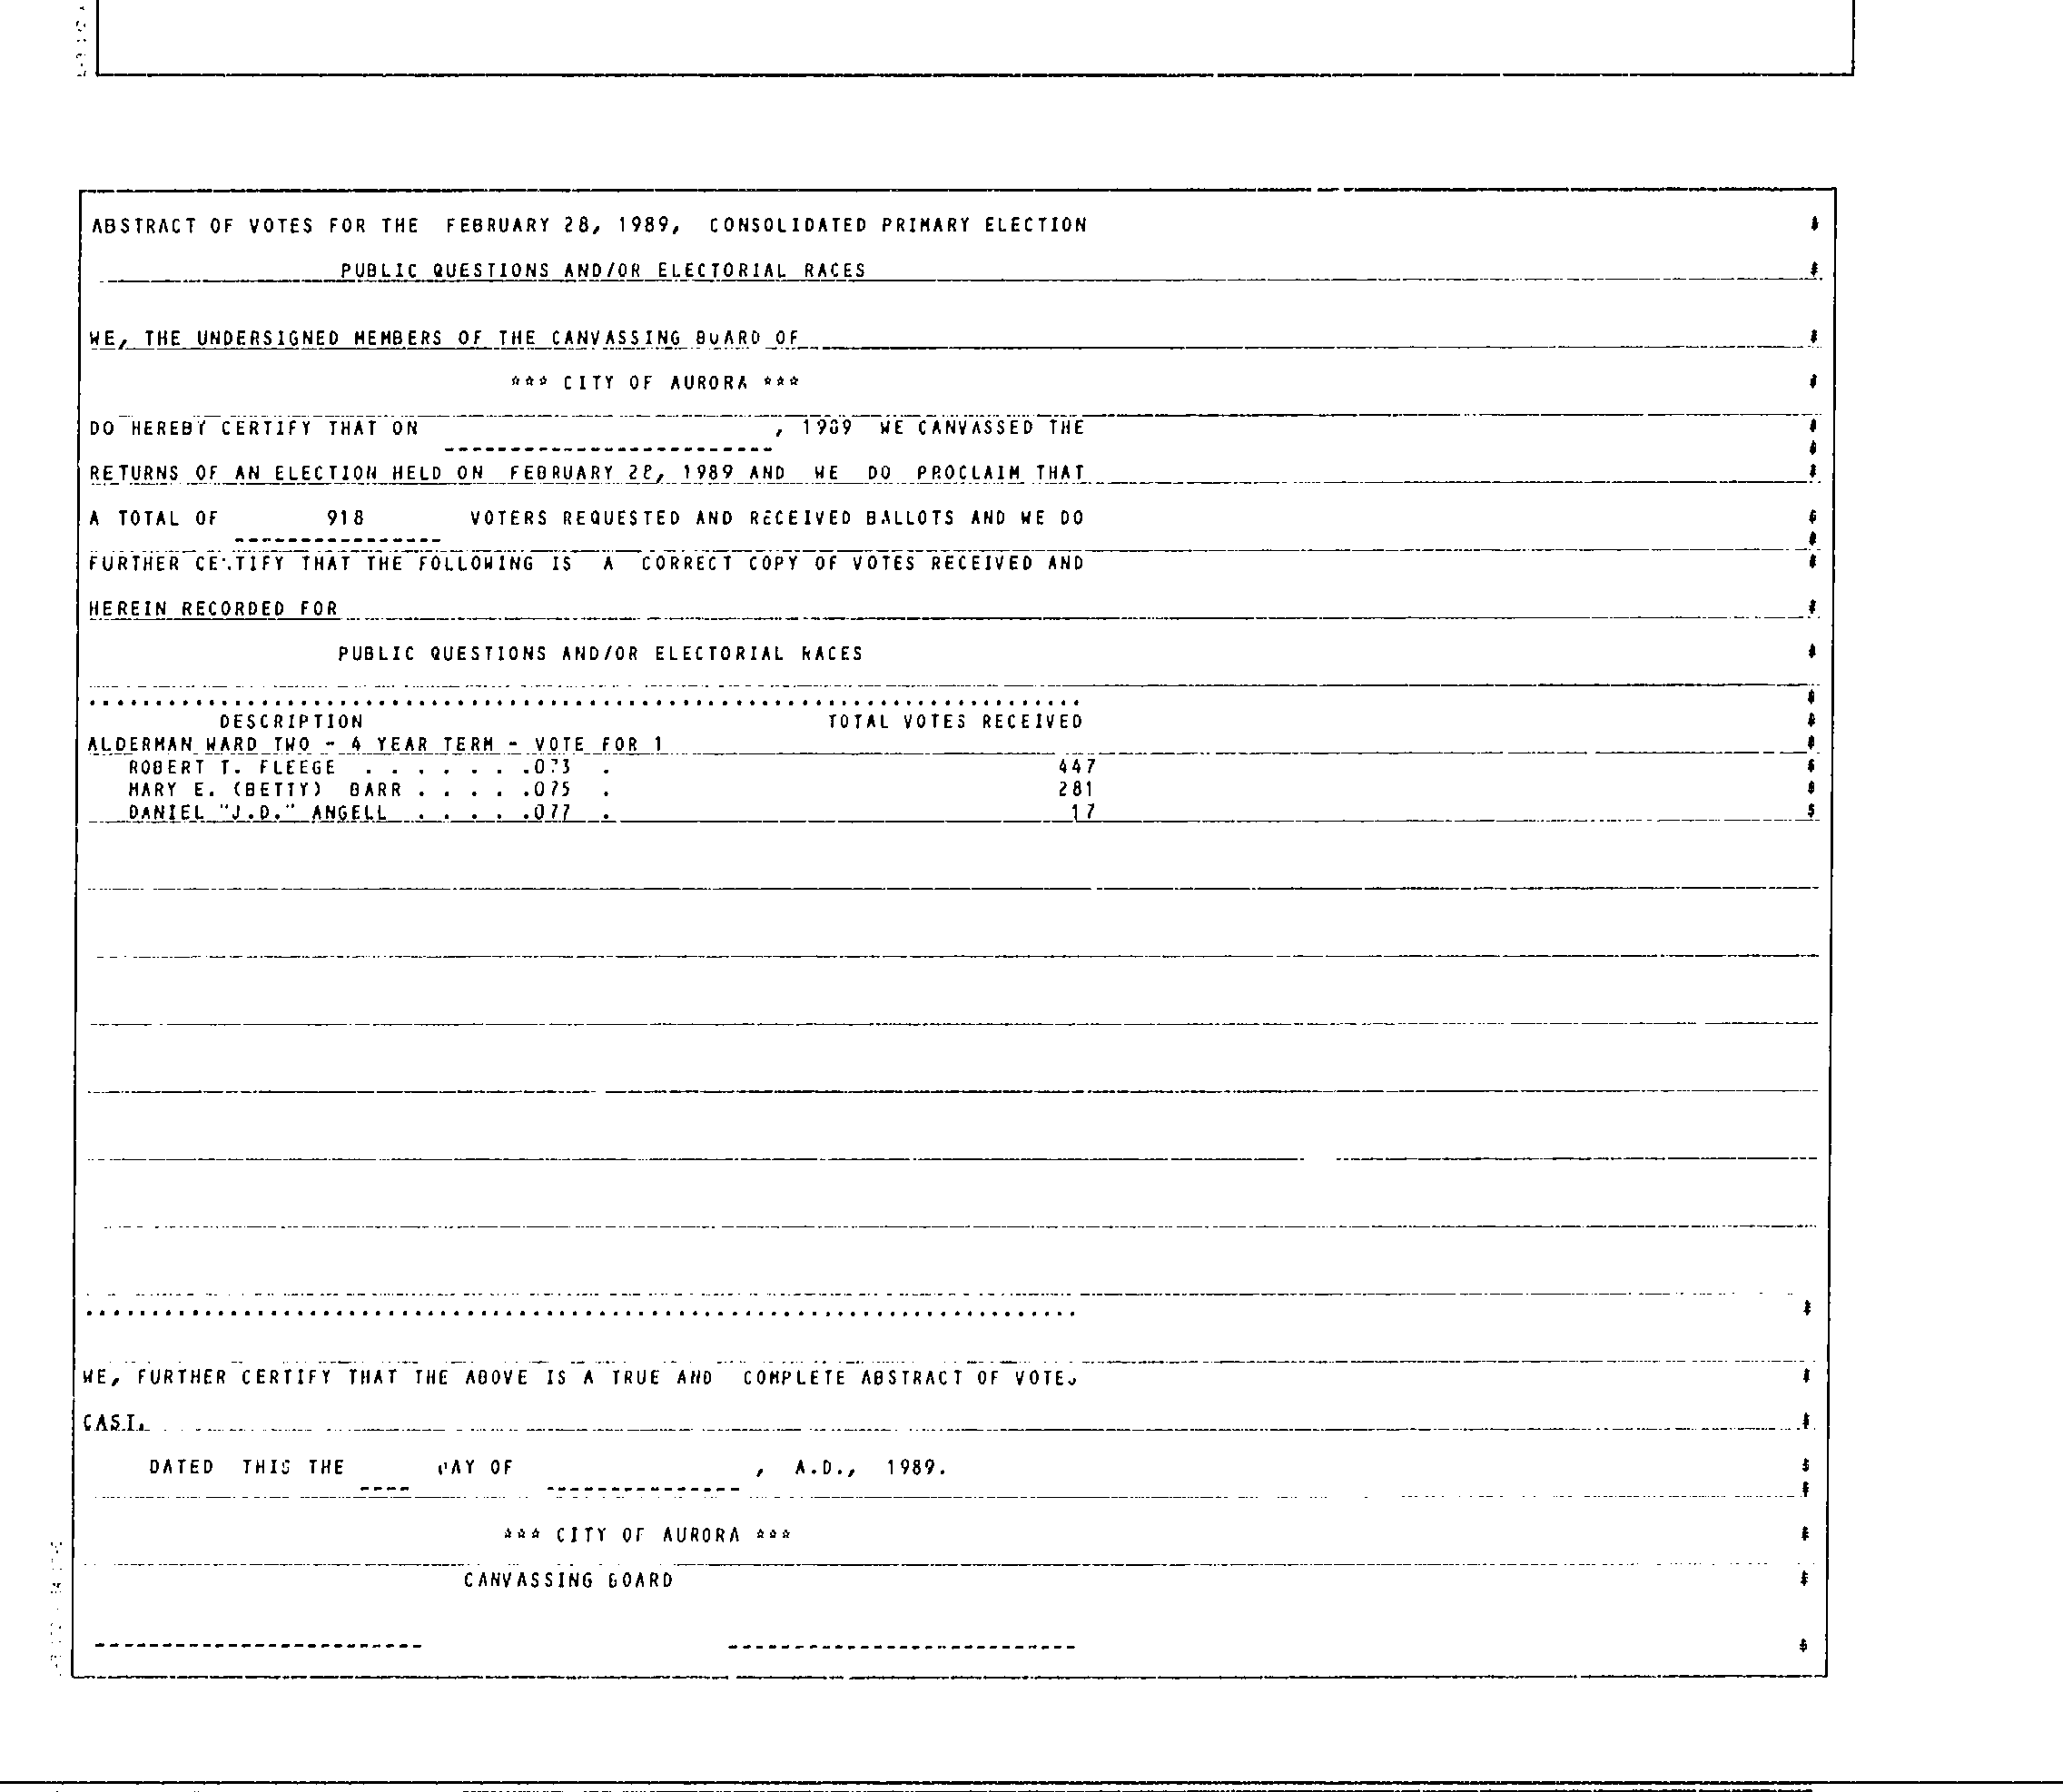 ABSTRACT OF VOTES FOR THE FEBRUARY 28, 1989, CONSOLIDATED PRIMARY ELECTION
PUBLIC QUESTIONS AND/OR ELECTORIAL RACES
WE, THE UNDERSIGNED MEMBERS OF THE CANVASSING BOARD OF
*** CITY OF AURORA ***
DO HEREBY CERTIFY THAT ON , 1989 WE CANVASSED THE
RETURNS OF AN ELECTION HELD ON FEBRUARY 28, 1989 AND WE DO PROCLAIM THAT
A TOTAL OF 918 VOTERS REQUESTED AND RECEIVED BALLOTS AND WE DO
FURTHER CERTIFY THAT THE FOLLOWING IS A CORRECT COPY OF VOTES RECEIVED AND
HEREIN RECORDED FOR
PUBLIC QUESTIONS AND/OR ELECTORIAL RACES
DESCRIPTION TOTAL VOTES RECEIVED
ALDERMAN WARD TWO - 4 YEAR TERM - VOTE FOR 1
ROBERT T. FLEEGE . . . . . . .073 . 447
MARY E. (BETTY) BARR . . . . .075 . 281
DANIEL "J.D." ANGELL . . . . .077 . 17
WE, FURTHER CERTIFY THAT THE ABOVE IS A TRUE AND COMPLETE ABSTRACT OF VOTES
CAST.
DATED THIS THE DAY OF , A.D., 1989.
*** CITY OF AURORA ***
CANVASSING BOARD